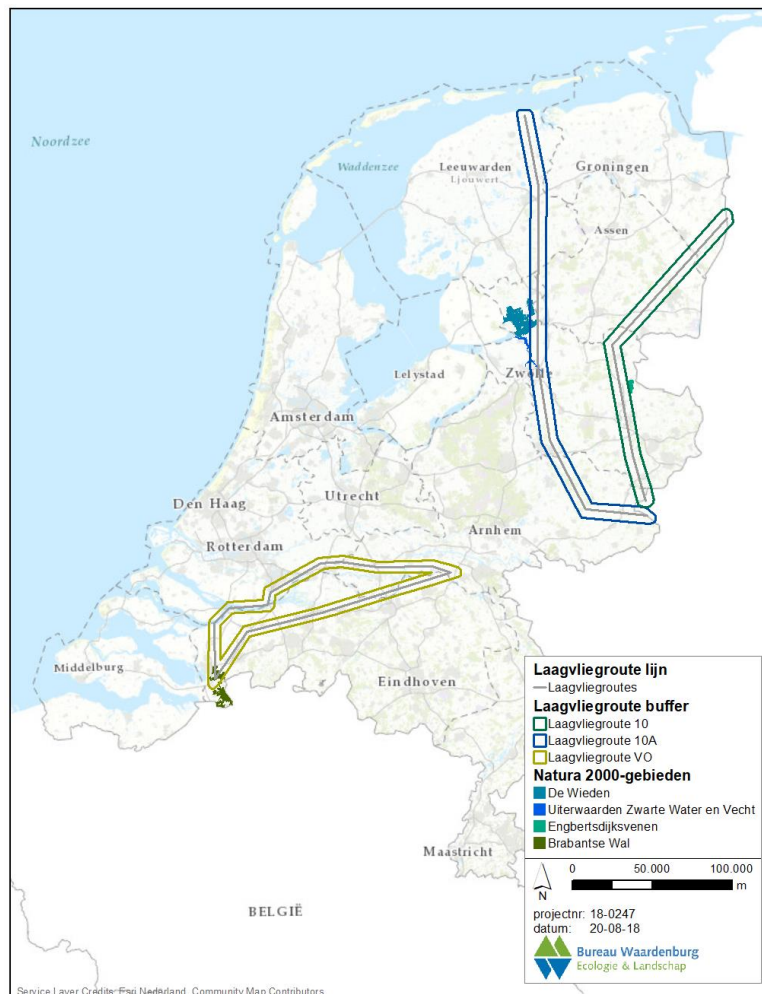 Noordzee
Waddenzee
Leeuwarden
Ljouwert
Groningen
Assen
Zwolle
Lelystad
Amsterdam
Den Haag
Utrecht
Arnhem
Rotterdam
Middelburg
Eindhoven
Maastricht
BELGIË
Laagvliegroute lijn
Laagvliegroutes
Laagvliegroute buffer
Laagvliegroute 10
Laagvliegroute 10A
Laagvliegroute VO
Natura 2000-gebieden
De Wieden
Uiterwaarden Zwarte Water en Vecht
Engbertsdijksvenen
Brabantse Wal
0 50.000 100.000
m
N
projectnr: 18-0247
datum: 20-08-18
Bureau Waardenburg
Ecologie & Landschap
Service Layer Credits: Esri Nederland, Community Map Contributors